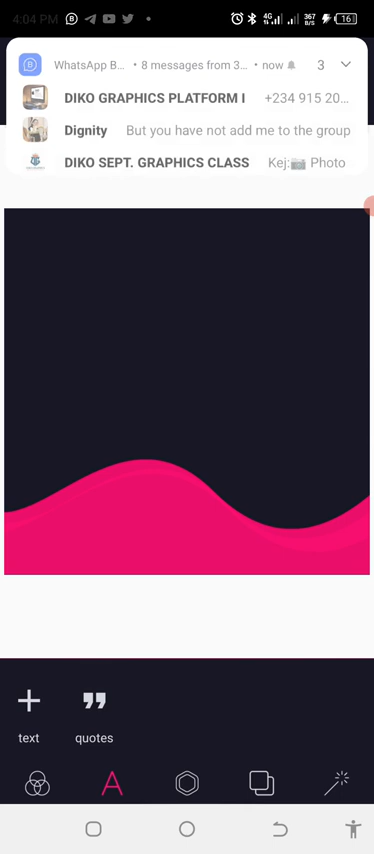 4:04 PM 4G 367 B/S 16
WhatsApp B... • 8 messages from 3... • now 3
DIKO GRAPHICS PLATFORM I +234 915 20...
Dignity But you have not add me to the group
DIKO SEPT. GRAPHICS CLASS Kej:📷 Photo
text quotes